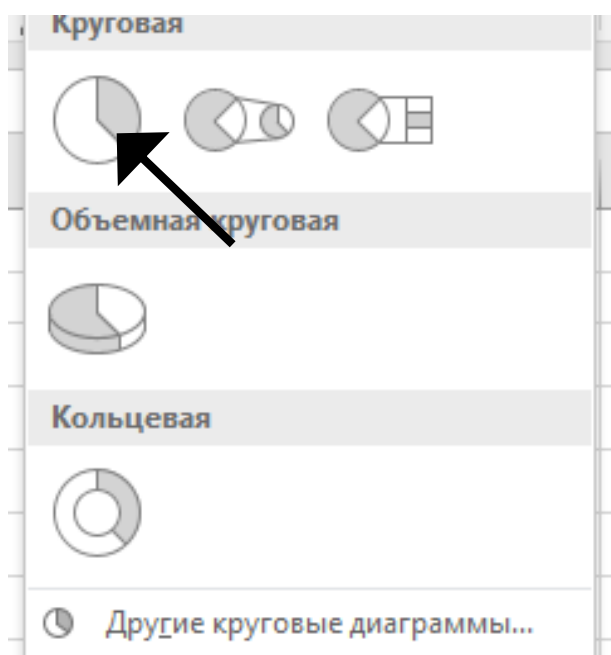 Круговая
Объемная круговая
Кольцевая
Другие круговые диаграммы...